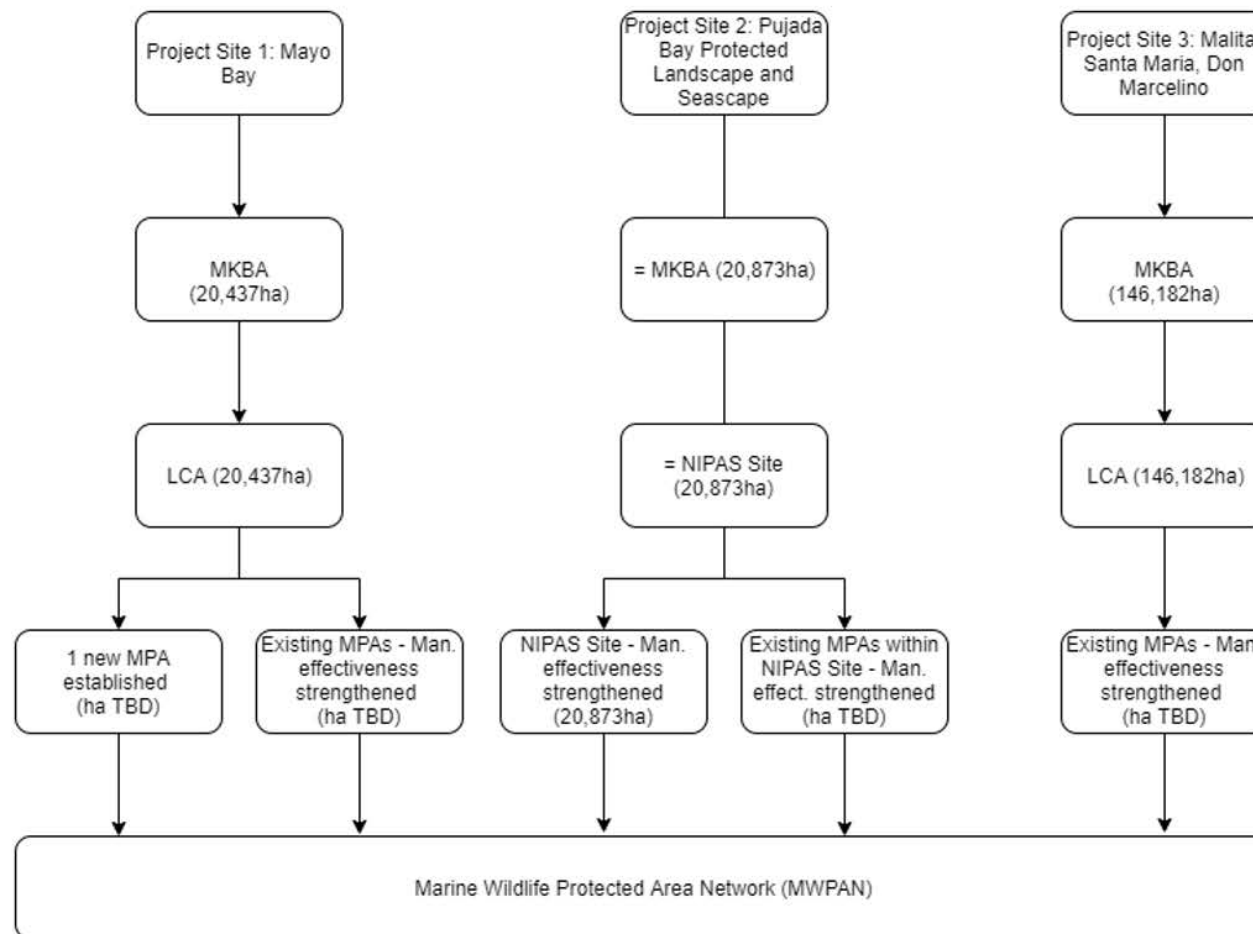 Project Site 1: Mayo
Bay
Project Site 2: Pujada
Bay Protected
Landscape and
Seascape
Project Site 3: Malita,
Santa Maria, Don
Marcelino
MKBA
(20,437ha)
= MKBA (20,873ha)
MKBA
(146,182ha)
LCA (20,437ha)
= NIPAS Site
(20,873ha)
LCA (146,182ha)
1 new MPA
established
(ha TBD)
Existing MPAs - Man.
effectiveness
strengthened
(ha TBD)
NIPAS Site - Man.
effectiveness
strengthened
(20,873ha)
Existing MPAs within
NIPAS Site - Man.
effect. strengthened
(ha TBD)
Existing MPAs - Man.
effectiveness
strengthened
(ha TBD)
Marine Wildlife Protected Area Network (MWPAN)